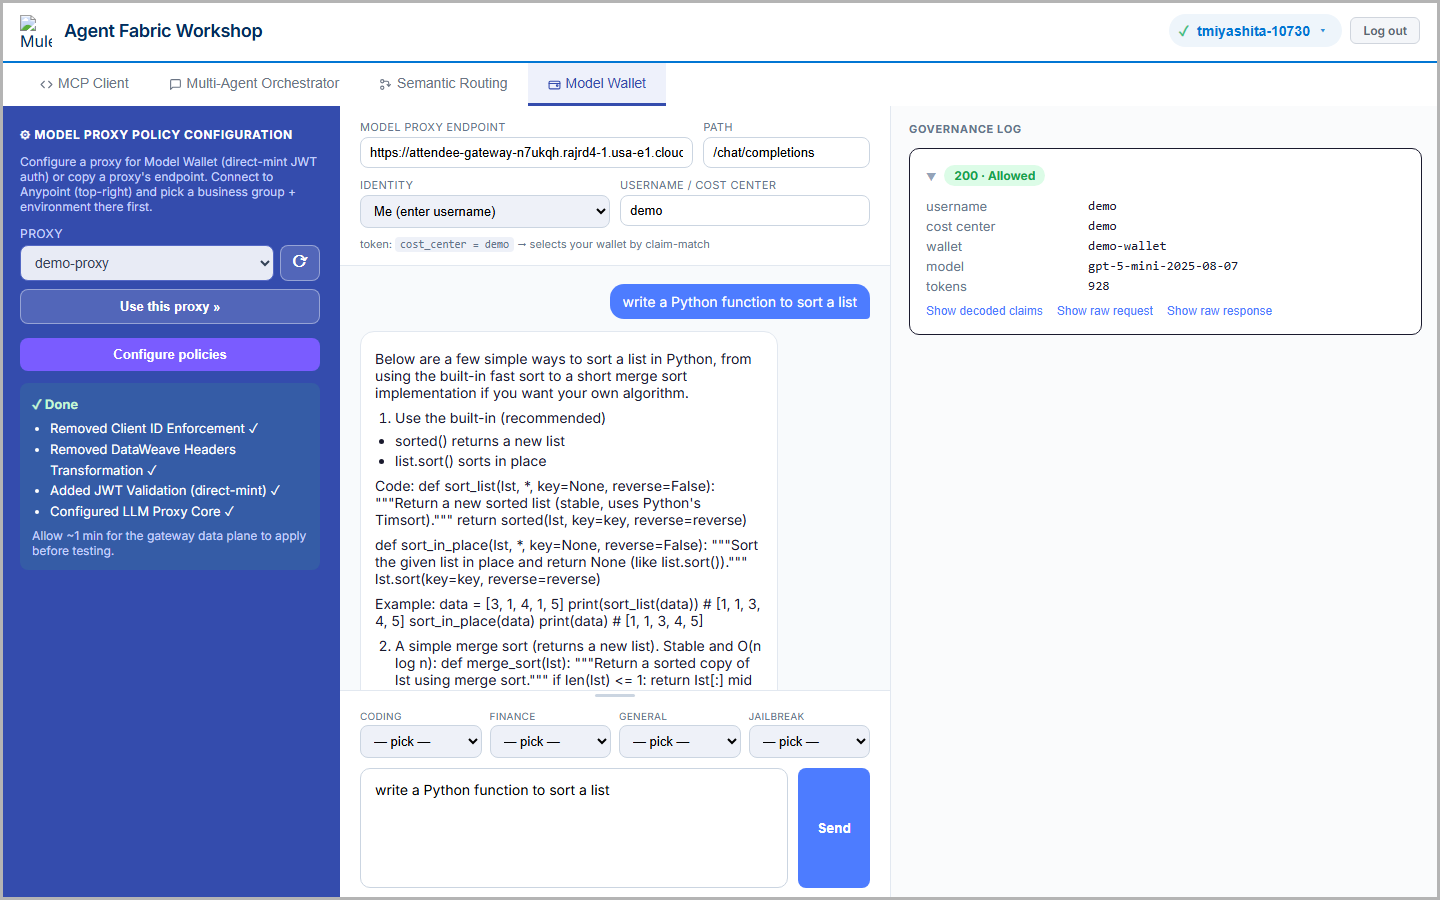 Agent Fabric Workshop
✓ tmiyashita-10730
Log out
MCP Client
Multi-Agent Orchestrator
Semantic Routing
Model Wallet
MODEL PROXY POLICY CONFIGURATION
Configure a proxy for Model Wallet (direct-mint JWT
auth) or copy a proxy's endpoint. Connect to
Anypoint (top-right) and pick a business group +
environment there first.
PROXY
demo-proxy
Use this proxy »
Configure policies
✓ Done
• Removed Client ID Enforcement ✓
• Removed DataWeave Headers
Transformation ✓
• Added JWT Validation (direct-mint) ✓
• Configured LLM Proxy Core ✓
Allow ~1 min for the gateway data plane to apply
before testing.
MODEL PROXY ENDPOINT
PATH
https://attendee-gateway-n7ukqh.rajrd4-1.usa-e1.clouc
/chat/completions
IDENTITY
USERNAME / COST CENTER
Me (enter username)
demo
token: cost_center = demo → selects your wallet by claim-match
write a Python function to sort a list
Below are a few simple ways to sort a list in Python, from
using the built-in fast sort to a short merge sort
implementation if you want your own algorithm.
1. Use the built-in (recommended)
• sorted() returns a new list
• list.sort() sorts in place
Code: def sort_list(lst, *, key=None, reverse=False):
"""Return a new sorted list (stable, uses Python's
Timsort).""" return sorted(lst, key=key, reverse=reverse)
def sort_in_place(lst, *, key=None, reverse=False): """Sort
the given list in place and return None (like list.sort())."""
lst.sort(key=key, reverse=reverse)
Example: data = [3, 1, 4, 1, 5] print(sort_list(data)) # [1, 1, 3,
4, 5] sort_in_place(data) print(data) # [1, 1, 3, 4, 5]
2. A simple merge sort (returns a new list). Stable and O(n
log n): def merge_sort(lst): """Return a sorted copy of
lst using merge sort.""" if len(lst) <= 1: return lst[:] mid
CODING
FINANCE
GENERAL
JAILBREAK
— pick —
— pick —
— pick —
— pick —
write a Python function to sort a list
Send
GOVERNANCE LOG
▼ 200 · Allowed
username demo
cost center demo
wallet demo-wallet
model gpt-5-mini-2025-08-07
tokens 928
Show decoded claims Show raw request Show raw response